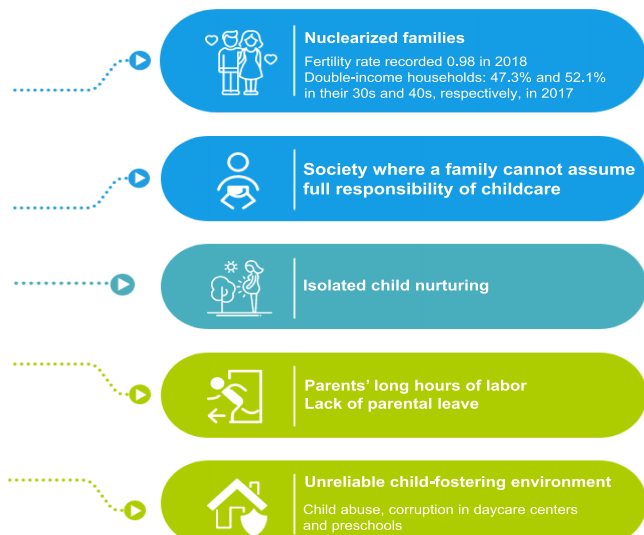 Nuclearized families
Fertility rate recorded 0.98 in 2018
Double-income households: 47.3% and 52.1%
in their 30s and 40s, respectively, in 2017
Society where a family cannot assume
full responsibility of childcare
Isolated child nurturing
Parents’ long hours of labor
Lack of parental leave
Unreliable child-fostering environment
Child abuse, corruption in daycare centers
and preschools